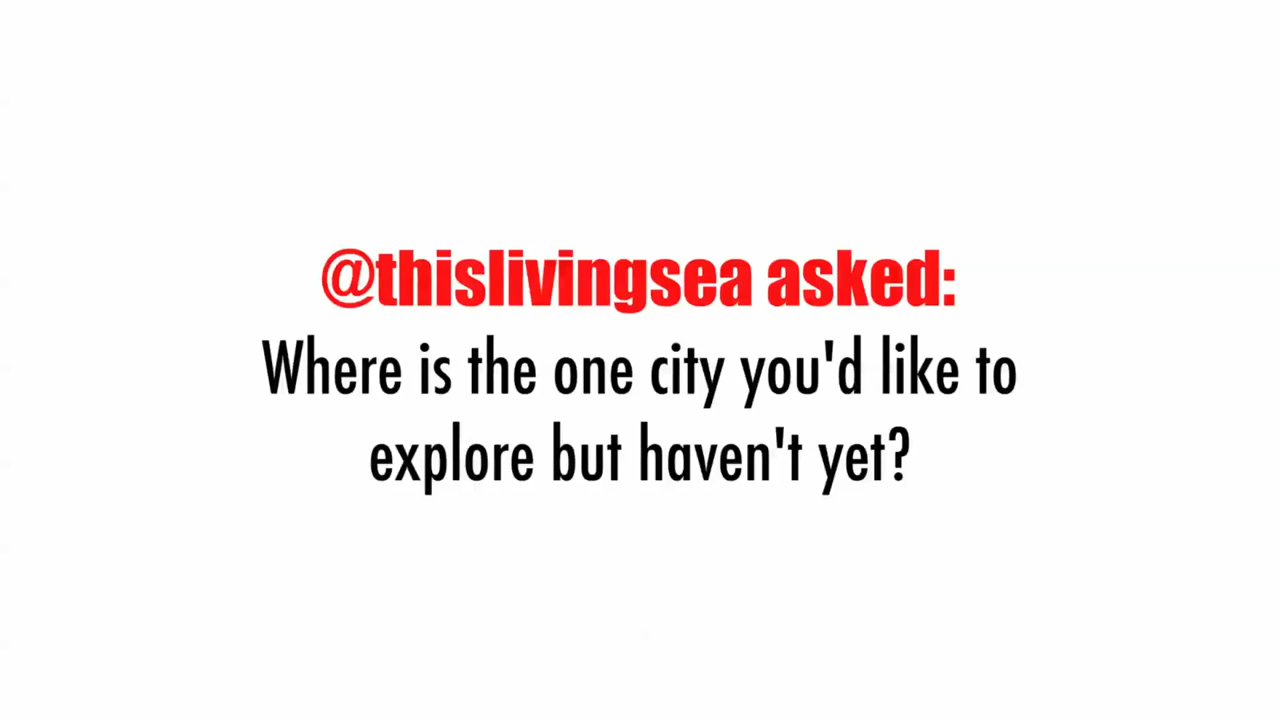 @thislivingsea asked:
Where is the one city you'd like to
explore but haven't yet?